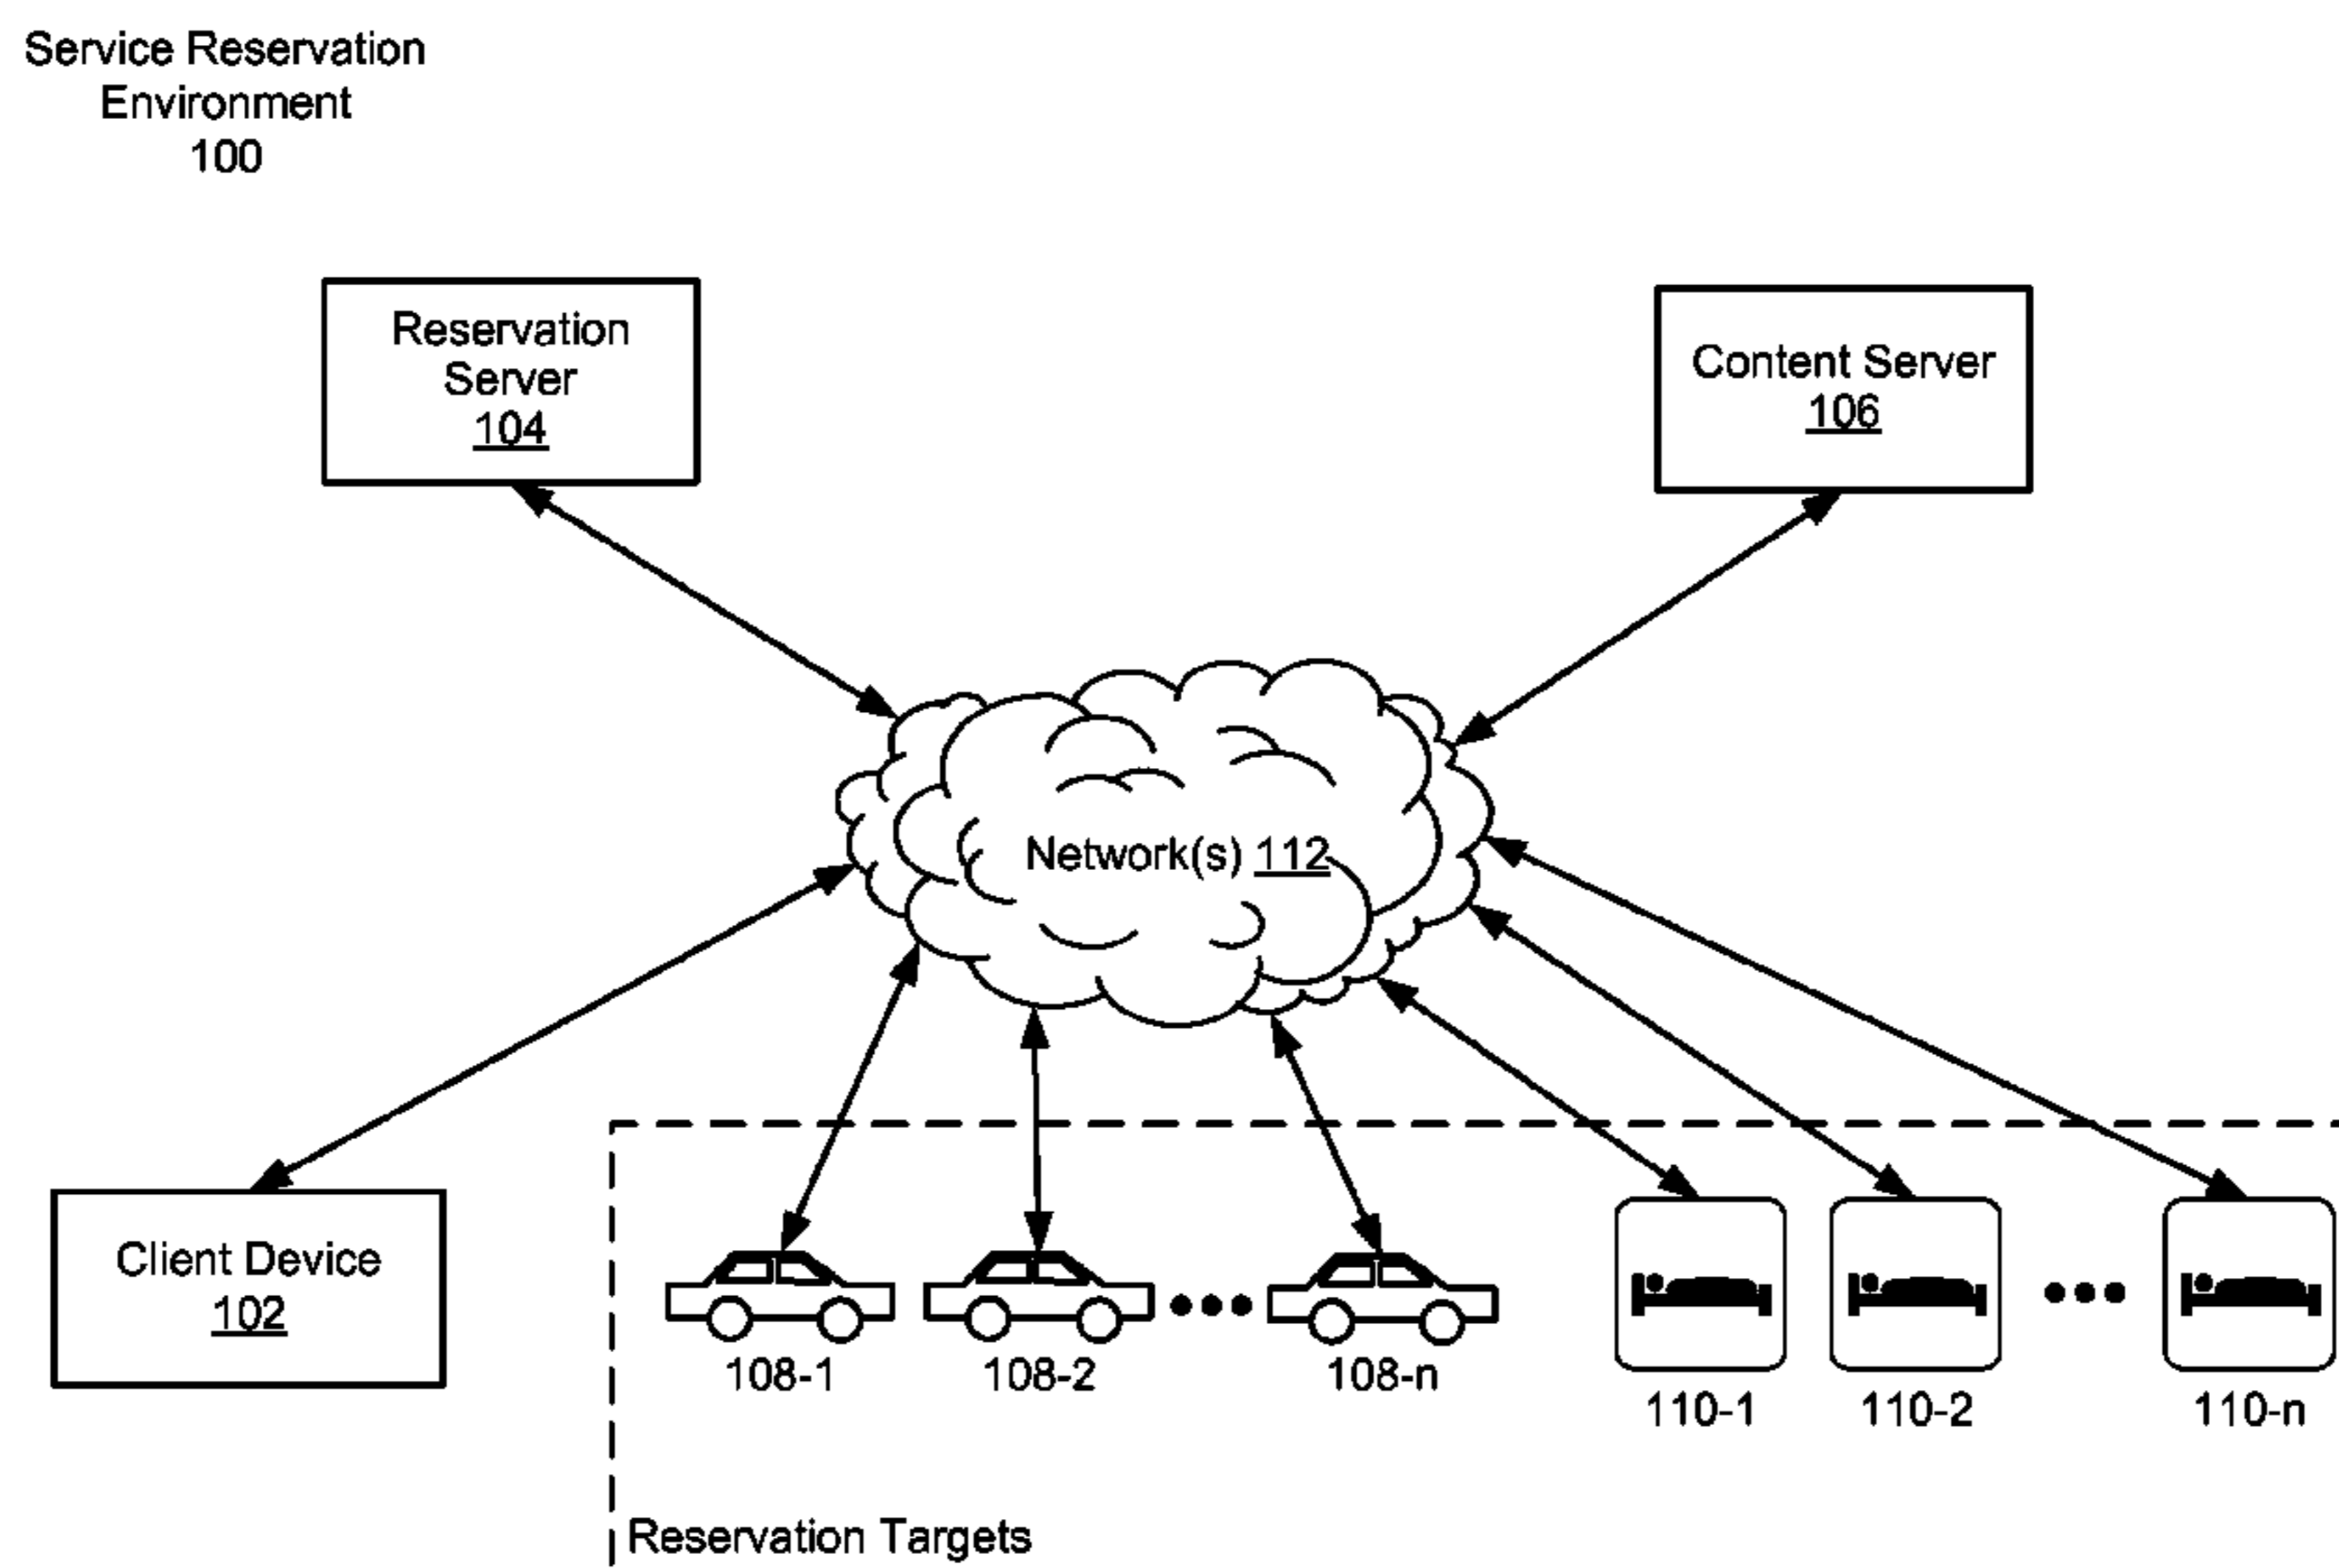 Service Reservation
Environment
100
Reservation
Server
104
Content Server
106
Network(s) 112
Client Device
102
108-1
108-2
108-n
110-1
110-2
110-n
Reservation Targets